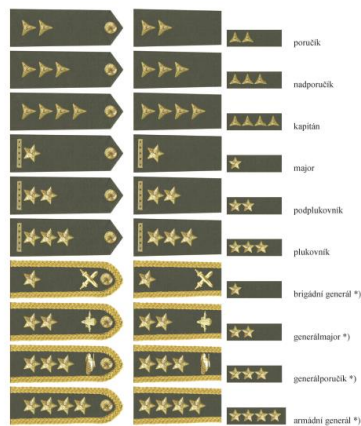 poručík
nadporučík
kapitán
major
podplukovník
plukovník
brigádní generál *)
generálmajor *)
generálporučík *)
armádní generál *)